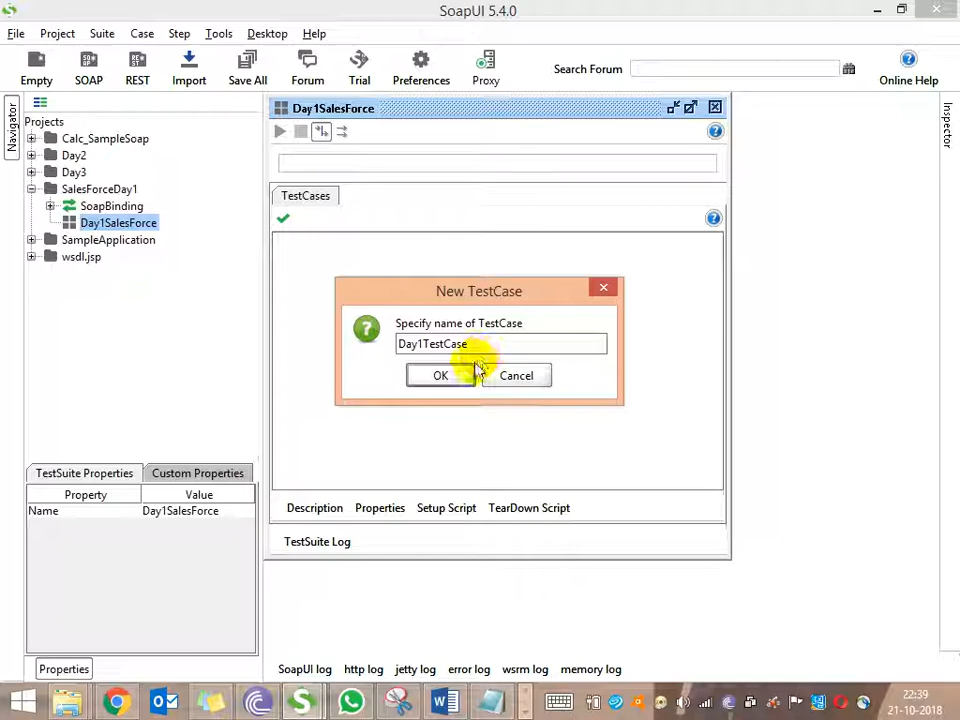 SoapUI 5.4.0
File Project Suite Case Step Tools Desktop Help
Empty SOAP REST Import Save All Forum Trial Preferences Proxy Search Forum Online Help
Navigator
Projects
Calc_SampleSoap
Day2
Day3
SalesForceDay1
SoapBinding
Day1SalesForce
SampleApplication
wsdl.jsp
Day1SalesForce
TestCases
New TestCase
Specify name of TestCase
Day1TestCase
OK Cancel
Description Properties Setup Script TearDown Script
TestSuite Log
Inspector
TestSuite Properties Custom Properties
Property Value
Name Day1SalesForce
Properties
SoapUI log http log jetty log error log wsrm log memory log
22:39
21-10-2018